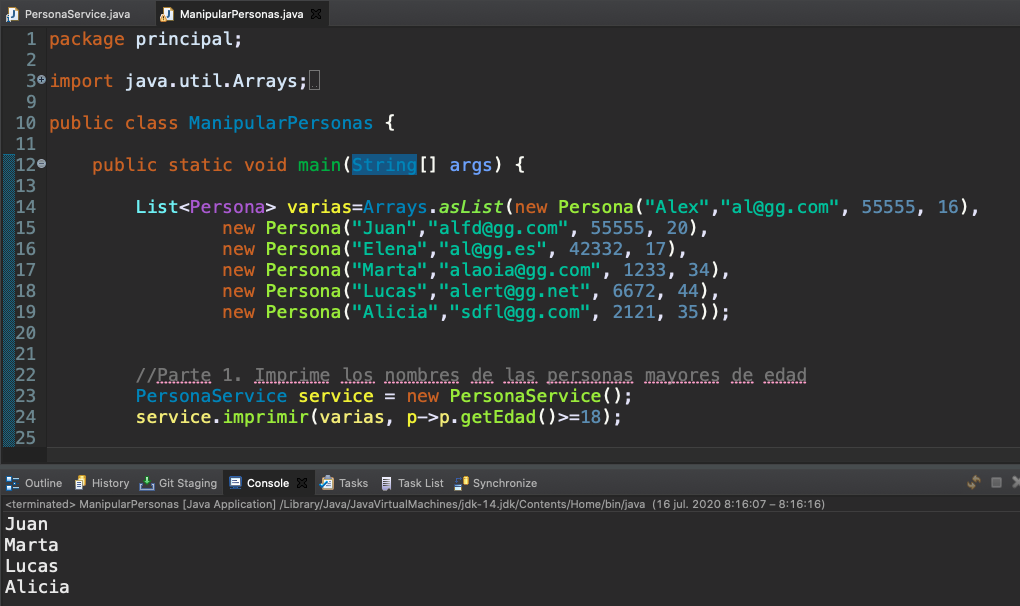 PersonaService.java ManipularPersonas.java
1 package principal;
2
3 import java.util.Arrays;
9
10 public class ManipularPersonas {
11
12 public static void main(String[] args) {
13
14 List<Persona> varias=Arrays.asList(new Persona("Alex","al@gg.com", 55555, 16),
15 new Persona("Juan","alfd@gg.com", 55555, 20),
16 new Persona("Elena","al@gg.es", 42332, 17),
17 new Persona("Marta","alaoia@gg.com", 1233, 34),
18 new Persona("Lucas","alert@gg.net", 6672, 44),
19 new Persona("Alicia","sdfl@gg.com", 2121, 35));
20
21
22 //Parte 1. Imprime los nombres de las personas mayores de edad
23 PersonaService service = new PersonaService();
24 service.imprimir(varias, p->p.getEdad()>=18);
25
Outline History Git Staging Console Tasks Task List Synchronize
<terminated> ManipularPersonas [Java Application] /Library/Java/JavaVirtualMachines/jdk-14.jdk/Contents/Home/bin/java (16 jul. 2020 8:16:07 – 8:16:16)
Juan
Marta
Lucas
Alicia